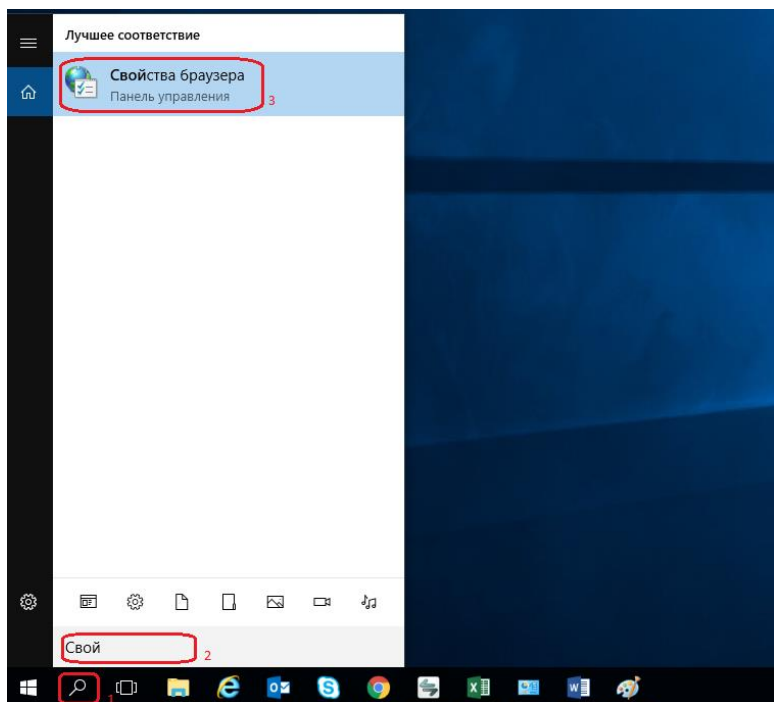 Лучшее соответствие
Свойства браузера
Панель управления
3
Свой
2
1